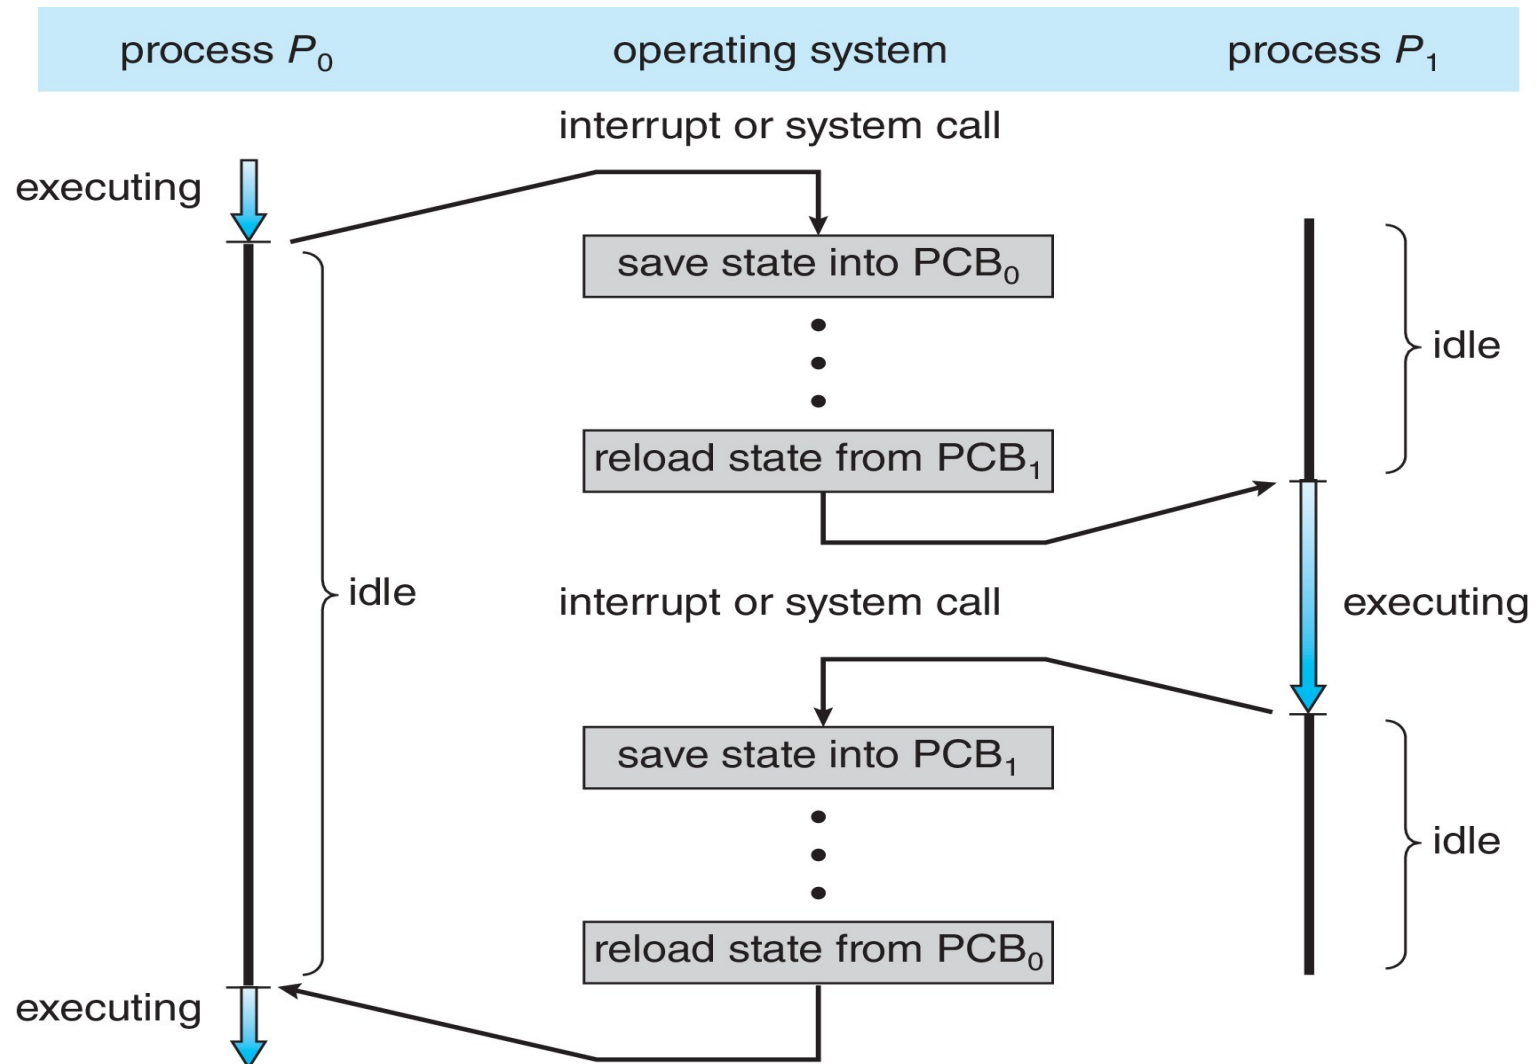 process P₀ operating system process P₁
interrupt or system call
executing
save state into PCB₀
idle
reload state from PCB₁
idle
interrupt or system call
executing
save state into PCB₁
idle
reload state from PCB₀
executing